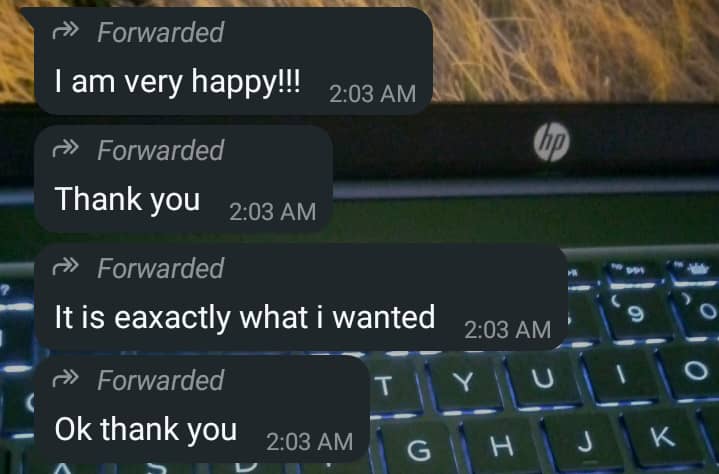 Forwarded
I am very happy!!! 2:03 AM
hp
Forwarded
Thank you 2:03 AM
Forwarded
It is eaxactly what i wanted 2:03 AM
? ( 9 ) 0
Forwarded
T Y U I O
Ok thank you 2:03 AM
G H J K